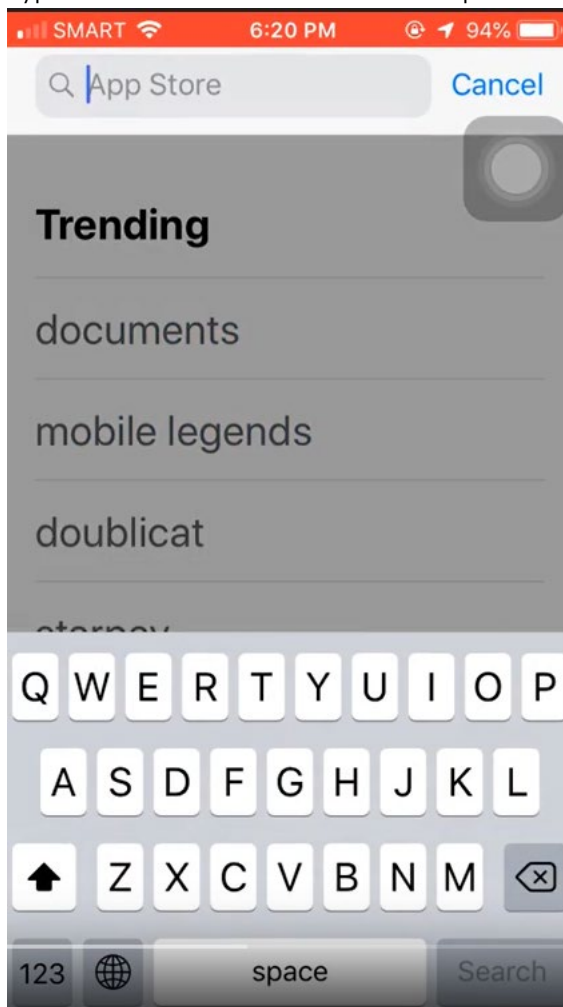 SMART 6:20 PM 94%
App Store Cancel
Trending
documents
mobile legends
doublicat
Q W E R T Y U I O P
A S D F G H J K L
Z X C V B N M
123 space Search